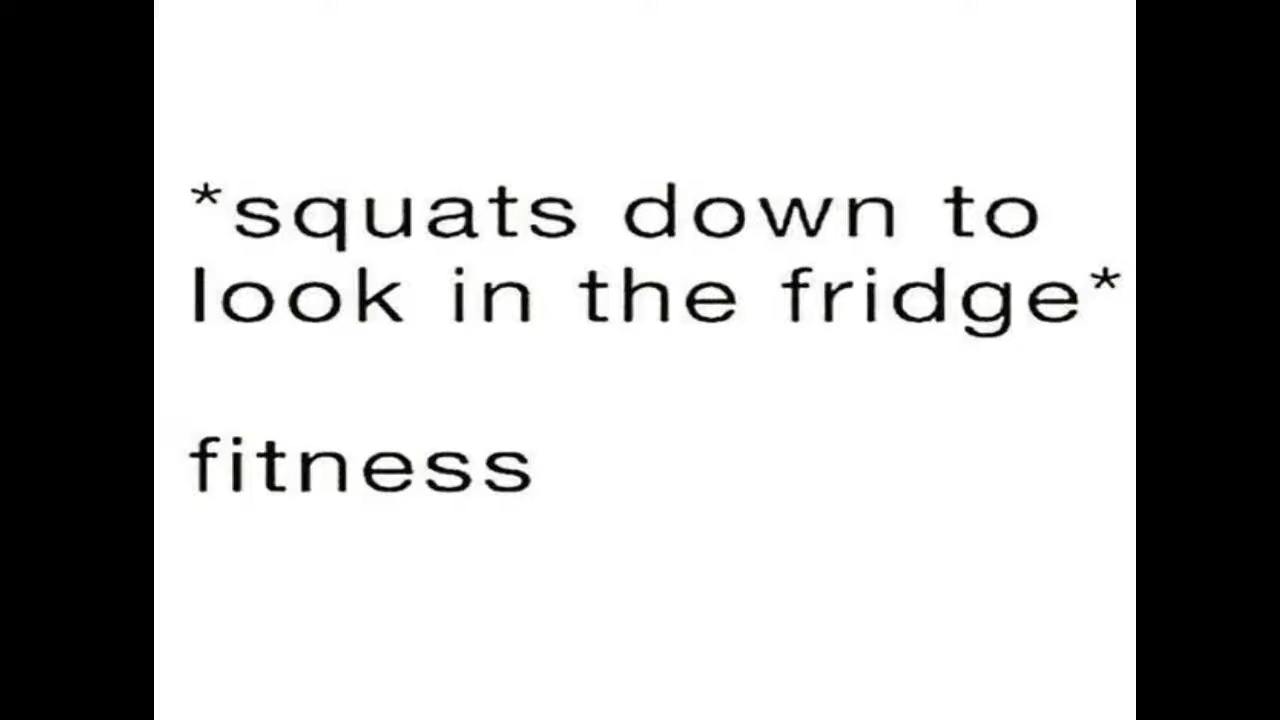 *squats down to
look in the fridge*
fitness